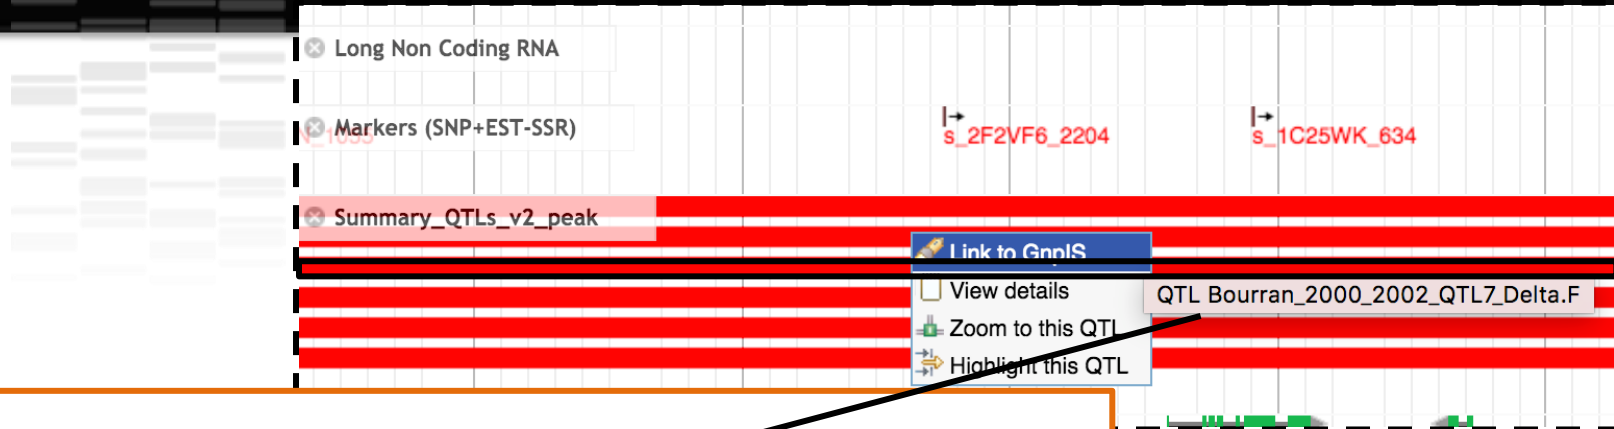 Long Non Coding RNA
Markers (SNP+EST-SSR)
s_2F2VF6_2204
s_1C25WK_634
Summary_QTLs_v2_peak
Link to GnpIS
View details
QTL Bourran_2000_2002_QTL7_Delta.F
Zoom to this QTL
Highlight this QTL